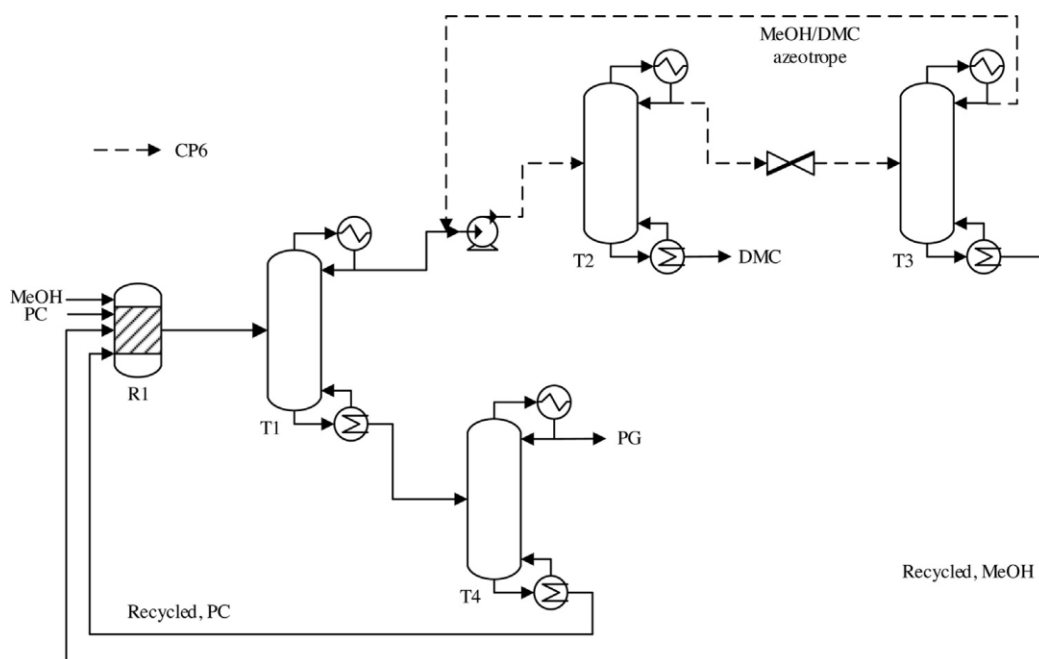 MeOH/DMC
azeotrope
CP6
T2
DMC
T3
MeOH
PC
R1
T1
PG
T4
Recycled, PC
Recycled, MeOH